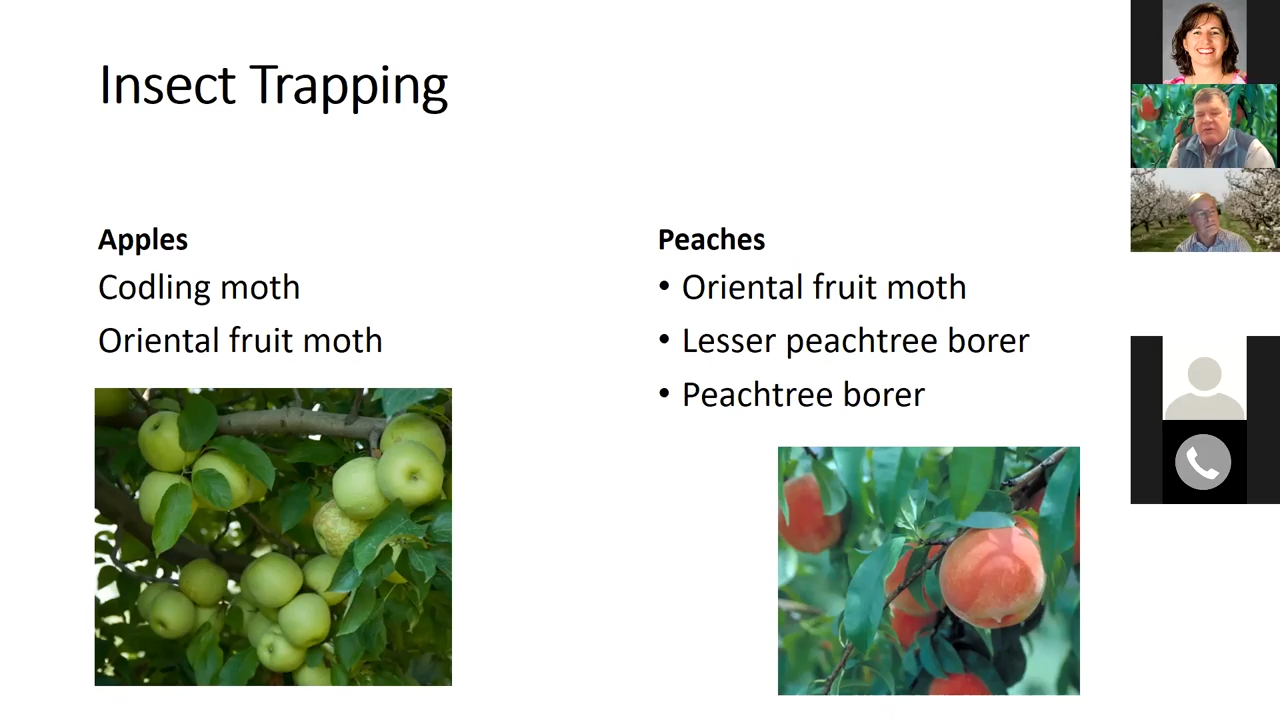 Insect Trapping
Apples
Codling moth
Oriental fruit moth
Peaches
• Oriental fruit moth
• Lesser peachtree borer
• Peachtree borer